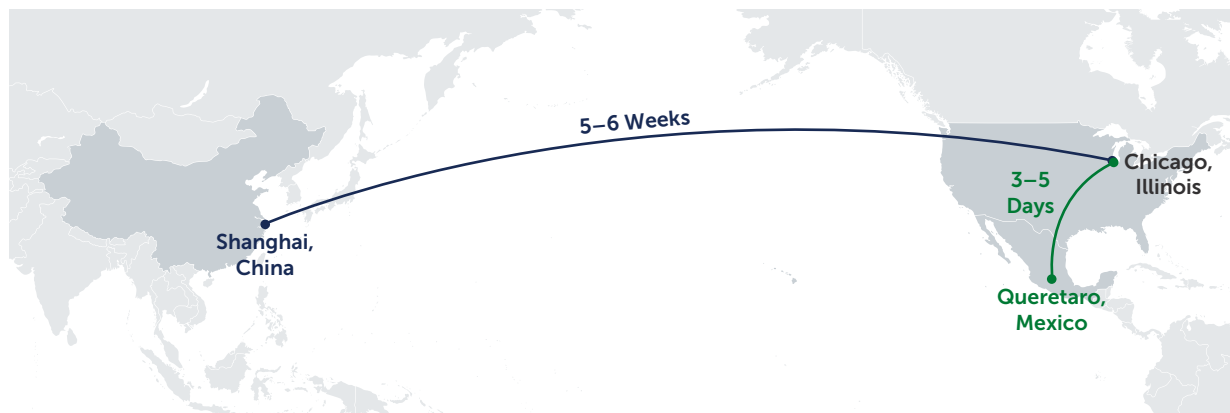 5–6 Weeks
Chicago,
Illinois
3–5
Days
Shanghai,
China
Queretaro,
Mexico